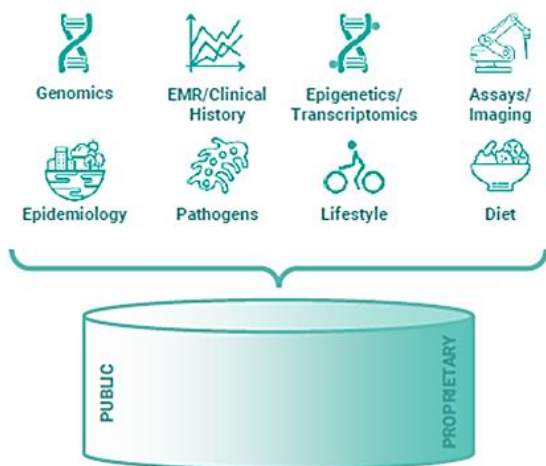 Genomics
EMR/Clinical
History
Epigenetics/
Transcriptomics
Assays/
Imaging
Epidemiology
Pathogens
Lifestyle
Diet
PUBLIC
PROPRIETARY